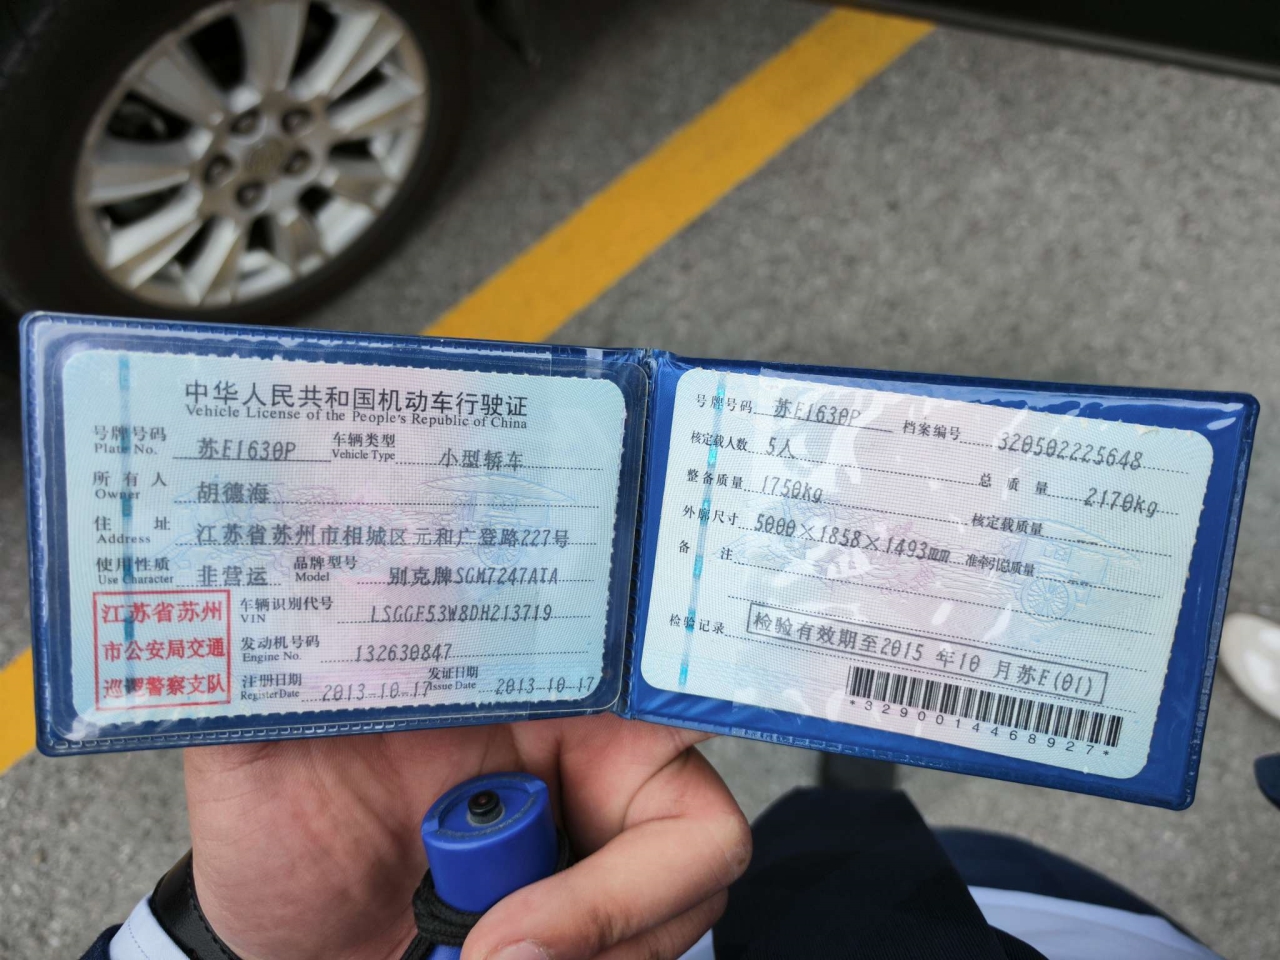 中华人民共和国机动车行驶证
Vehicle License of the People's Republic of China
号牌号码 苏E1630P 车辆类型 小型轿车
Plate No. Vehicle Type
所有人 胡德海
Owner
住址 江苏省苏州市相城区元和广登路227号
Address
使用性质 非营运 品牌型号 别克牌SGM7247ATA
Use Character Model
江苏省苏州
市公安局交通
巡逻警察支队
车辆识别代号 LSGGF53W8DH213719
VIN
发动机号码 132630847
Engine No.
注册日期 2013-10-17 发证日期 2013-10-17
Register Date Issue Date
号牌号码 苏E1630P 档案编号 320502225648
核定载人数 5人 总质量 2170kg
整备质量 1750kg 核定载质量
外廓尺寸 5000×1858×1493mm 准牵引总质量
备注
检验记录 检验有效期至2015年10月苏E(01)
*3290014468927*